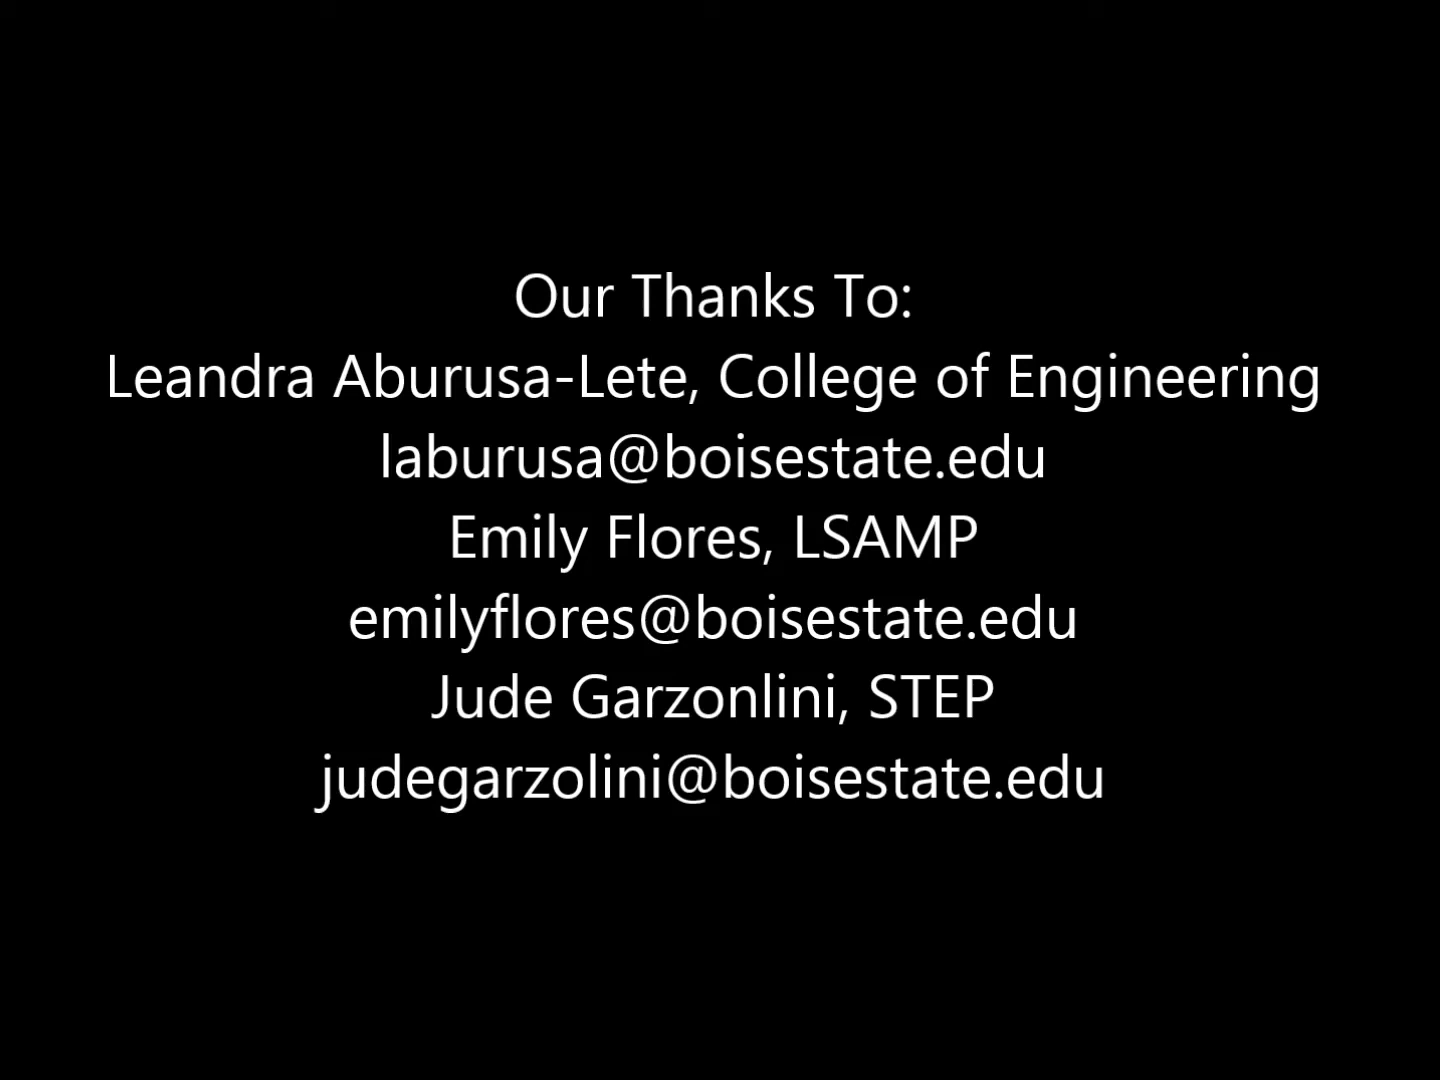 Our Thanks To:
Leandra Aburusa-Lete, College of Engineering
laburusa@boisestate.edu
Emily Flores, LSAMP
emilyflores@boisestate.edu
Jude Garzonlini, STEP
judegarzolini@boisestate.edu